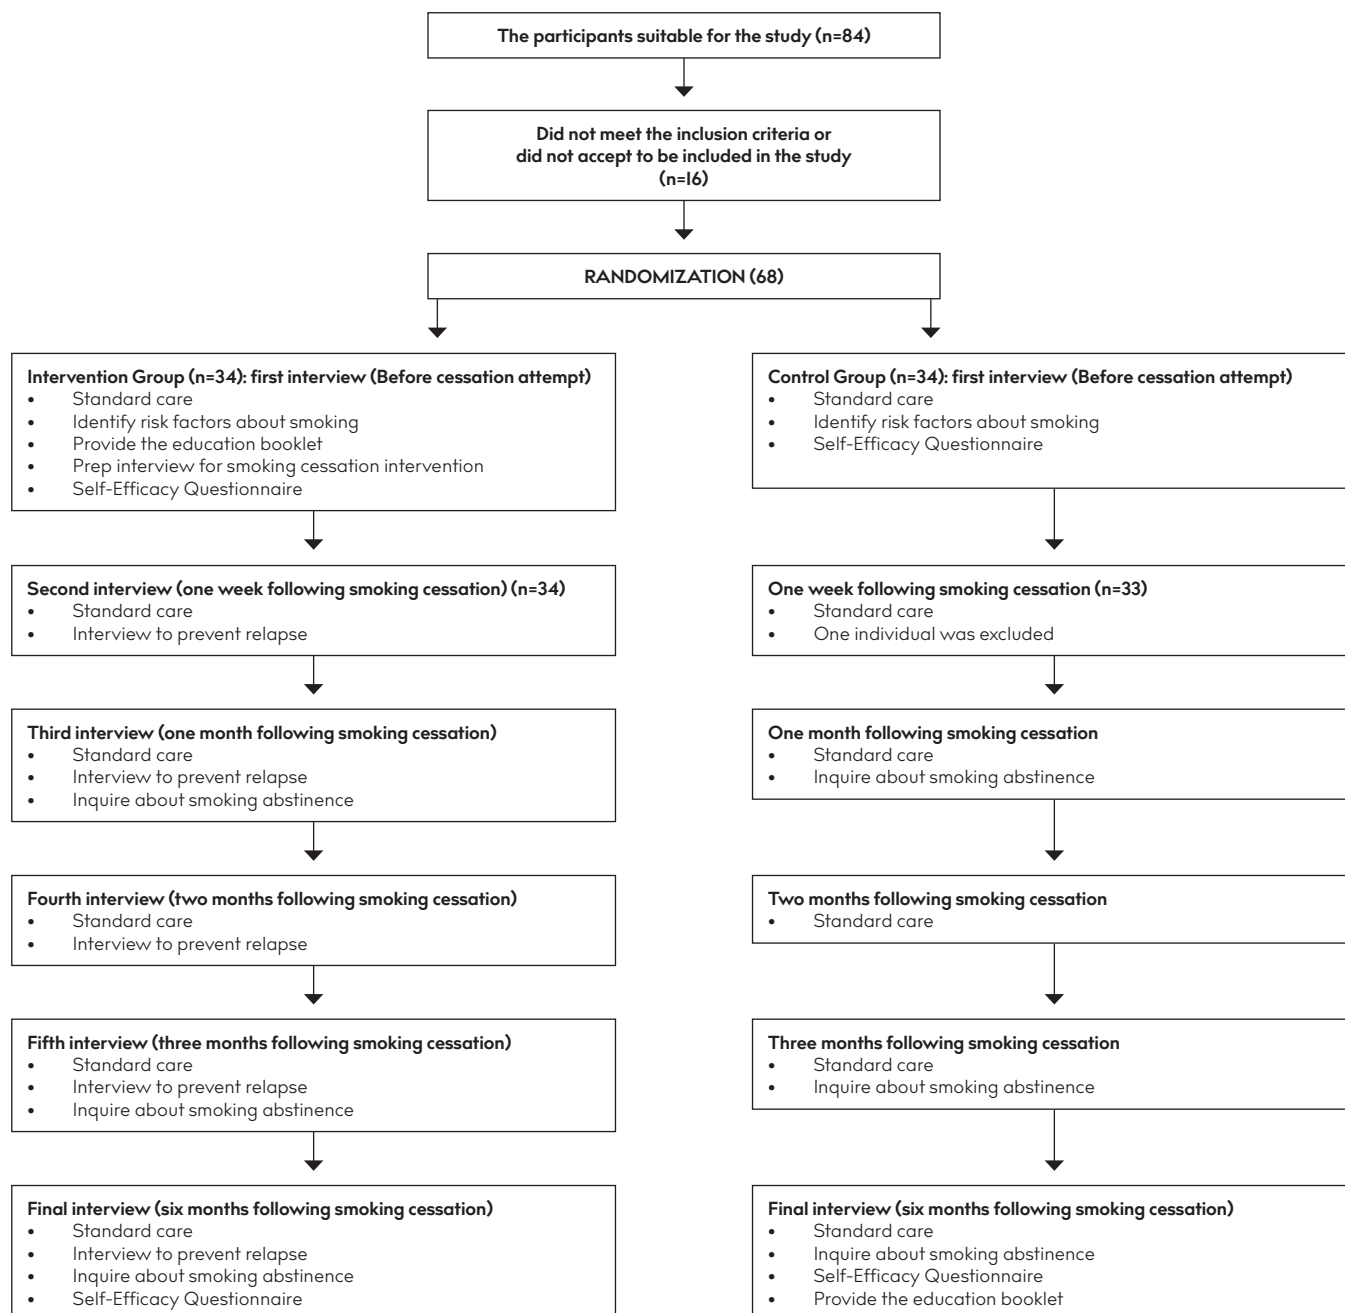 The participants suitable for the study (n=84)
Did not meet the inclusion criteria or
did not accept to be included in the study
(n=16)
RANDOMIZATION (68)
Intervention Group (n=34): first interview (Before cessation attempt)
• Standard care
• Identify risk factors about smoking
• Provide the education booklet
• Prep interview for smoking cessation intervention
• Self-Efficacy Questionnaire
Control Group (n=34): first interview (Before cessation attempt)
• Standard care
• Identify risk factors about smoking
• Self-Efficacy Questionnaire
Second interview (one week following smoking cessation) (n=34)
• Standard care
• Interview to prevent relapse
One week following smoking cessation (n=33)
• Standard care
• One individual was excluded
Third interview (one month following smoking cessation)
• Standard care
• Interview to prevent relapse
• Inquire about smoking abstinence
One month following smoking cessation
• Standard care
• Inquire about smoking abstinence
Fourth interview (two months following smoking cessation)
• Standard care
• Interview to prevent relapse
Two months following smoking cessation
• Standard care
Fifth interview (three months following smoking cessation)
• Standard care
• Interview to prevent relapse
• Inquire about smoking abstinence
Three months following smoking cessation
• Standard care
• Inquire about smoking abstinence
Final interview (six months following smoking cessation)
• Standard care
• Interview to prevent relapse
• Inquire about smoking abstinence
• Self-Efficacy Questionnaire
Final interview (six months following smoking cessation)
• Standard care
• Inquire about smoking abstinence
• Self-Efficacy Questionnaire
• Provide the education booklet